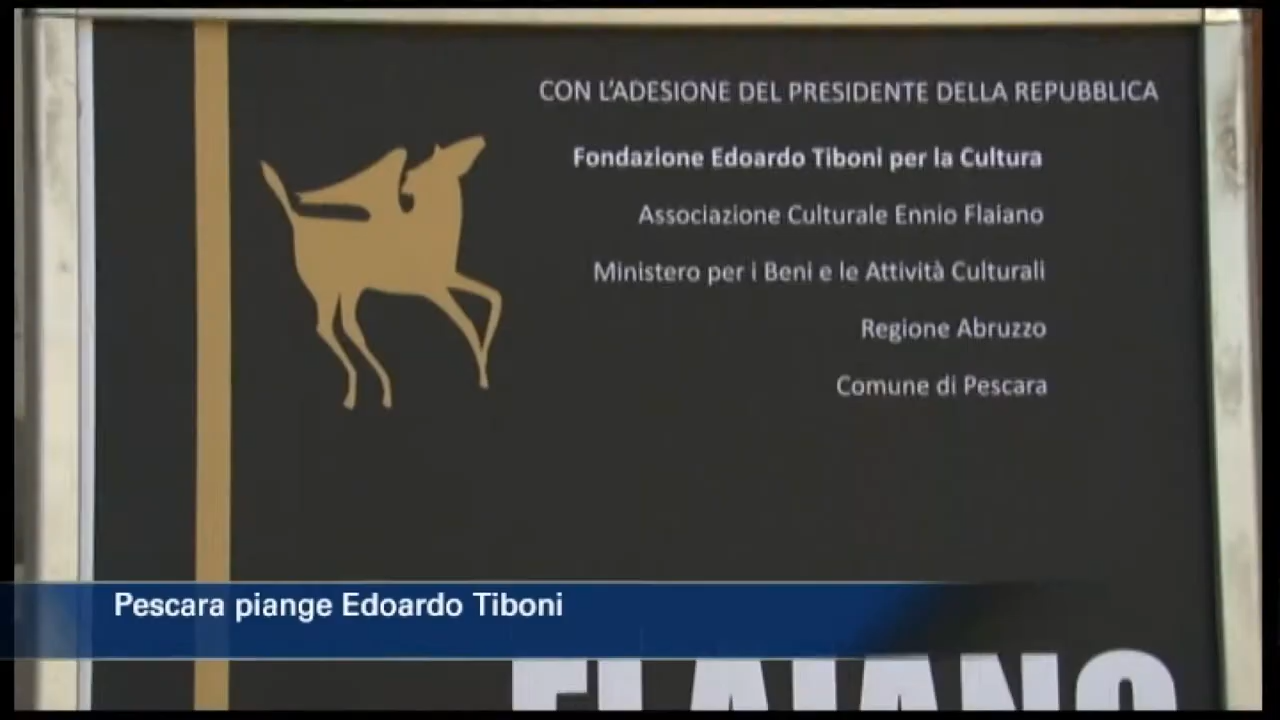 CON L'ADESIONE DEL PRESIDENTE DELLA REPUBBLICA
Fondazione Edoardo Tiboni per la Cultura
Associazione Culturale Ennio Flaiano
Ministero per i Beni e le Attività Culturali
Regione Abruzzo
Comune di Pescara
Pescara piange Edoardo Tiboni
FLAIANO